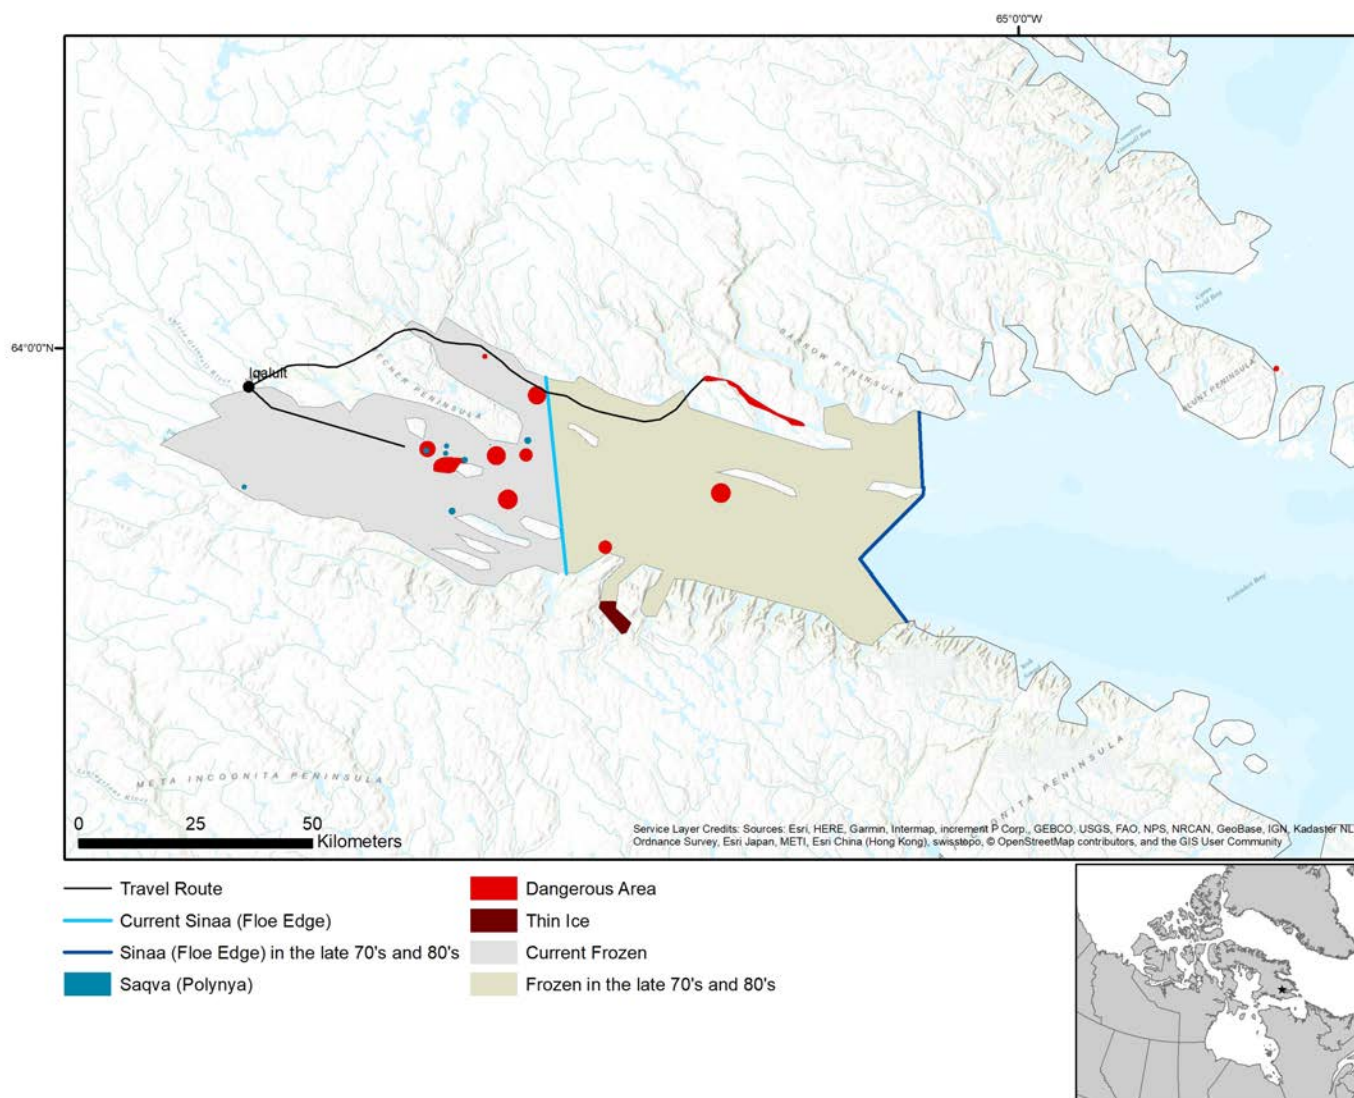 65°0'0"W
64°0'0"N
Iqaluit
PENINSULA
BARROW PENINSULA
BLUNT PENINSULA
Frobisher Bay
META INCOGNITA PENINSULA
PENINSULA
0 25 50
Kilometers
Service Layer Credits: Sources: Esri, HERE, Garmin, Intermap, increment P Corp., GEBCO, USGS, FAO, NPS, NRCAN, GeoBase, IGN, Kadaster NL,
Ordnance Survey, Esri Japan, METI, Esri China (Hong Kong), swisstopo, © OpenStreetMap contributors, and the GIS User Community
Travel Route
Current Sinaa (Floe Edge)
Sinaa (Floe Edge) in the late 70's and 80's
Saqva (Polynya)
Dangerous Area
Thin Ice
Current Frozen
Frozen in the late 70's and 80's